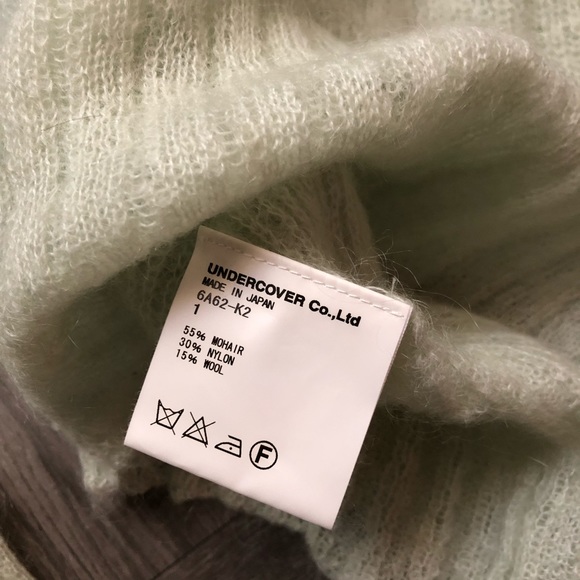 UNDERCOVER Co.,Ltd
MADE IN JAPAN
6A62-K2
1
55% MOHAIR
30% NYLON
15% WOOL
F